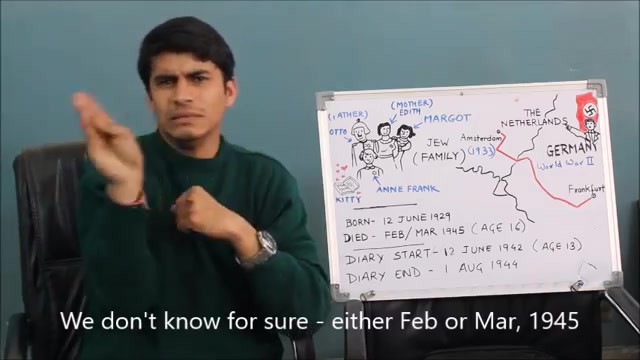 (FATHER)
OTTO
(MOTHER)
EDITH
MARGOT
ANNE FRANK
KITTY
JEW
(FAMILY)
THE
NETHERLANDS
Amsterdam
(1933)
GERMANY
World War II
Frankfurt
BORN- 12 JUNE 1929
DIED - FEB/MAR 1945 (AGE 16)
DIARY START- 12 JUNE 1942 (AGE 13)
DIARY END - 1 AUG 1944
We don't know for sure - either Feb or Mar, 1945